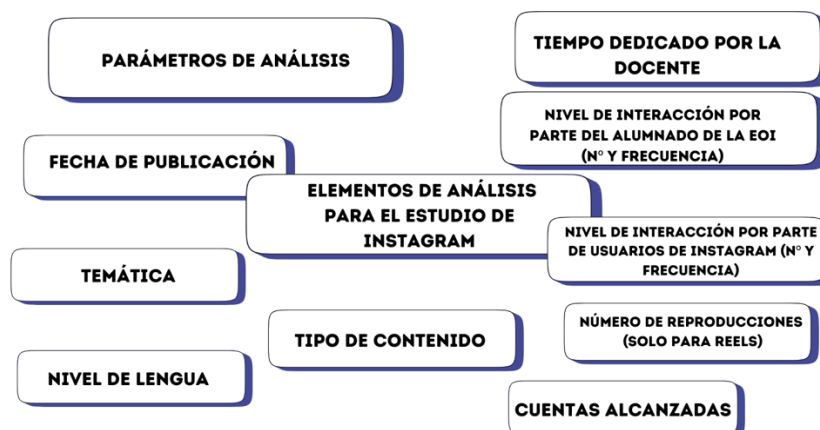 PARÁMETROS DE ANÁLISIS
TIEMPO DEDICADO POR LA
DOCENTE
NIVEL DE INTERACCIÓN POR
PARTE DEL ALUMNADO DE LA EOI
(Nº Y FRECUENCIA)
FECHA DE PUBLICACIÓN
ELEMENTOS DE ANÁLISIS
PARA EL ESTUDIO DE
INSTAGRAM
NIVEL DE INTERACCIÓN POR PARTE
DE USUARIOS DE INSTAGRAM (Nº Y
FRECUENCIA)
TEMÁTICA
TIPO DE CONTENIDO
NÚMERO DE REPRODUCCIONES
(SOLO PARA REELS)
NIVEL DE LENGUA
CUENTAS ALCANZADAS